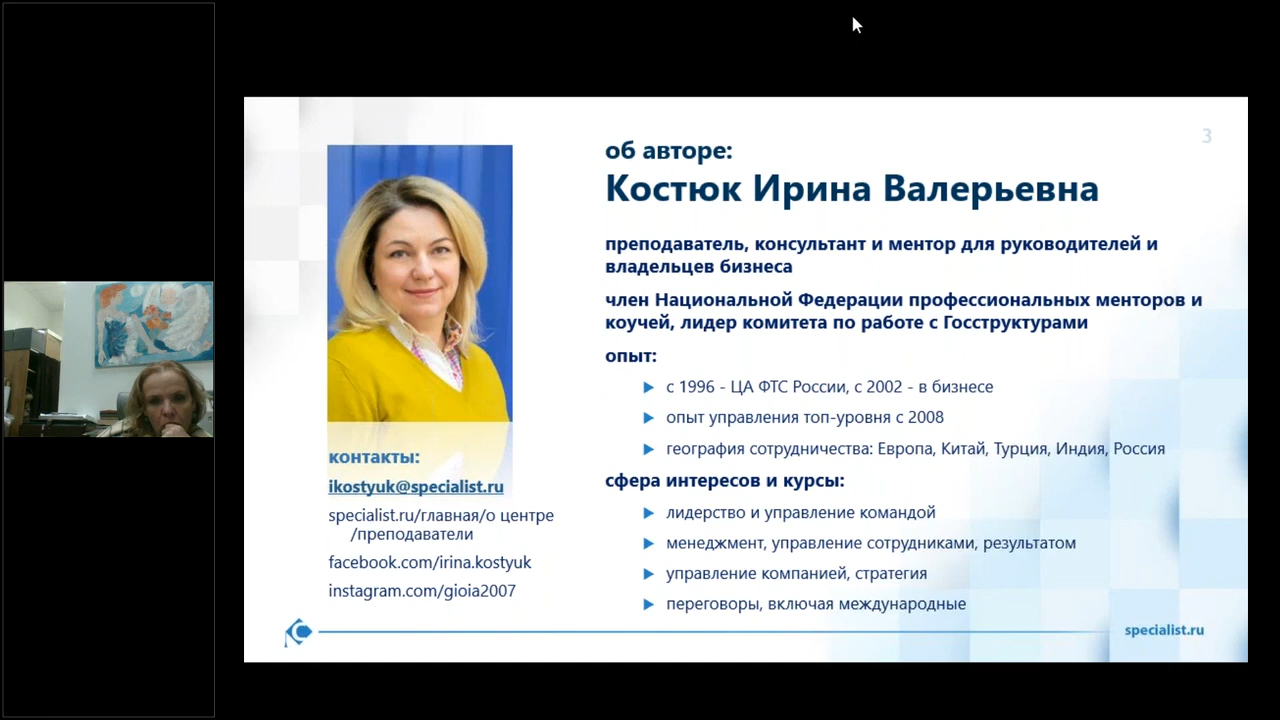 3
об авторе:
Костюк Ирина Валерьевна
преподаватель, консультант и ментор для руководителей и
владельцев бизнеса
член Национальной Федерации профессиональных менторов и
коучей, лидер комитета по работе с Госструктурами
опыт:
с 1996 - ЦА ФТС России, с 2002 - в бизнесе
опыт управления топ-уровня с 2008
география сотрудничества: Европа, Китай, Турция, Индия, Россия
сфера интересов и курсы:
лидерство и управление командой
менеджмент, управление сотрудниками, результатом
управление компанией, стратегия
переговоры, включая международные
контакты:
ikostyuk@specialist.ru
specialist.ru/главная/о центре
/преподаватели
facebook.com/irina.kostyuk
instagram.com/gioia2007
specialist.ru